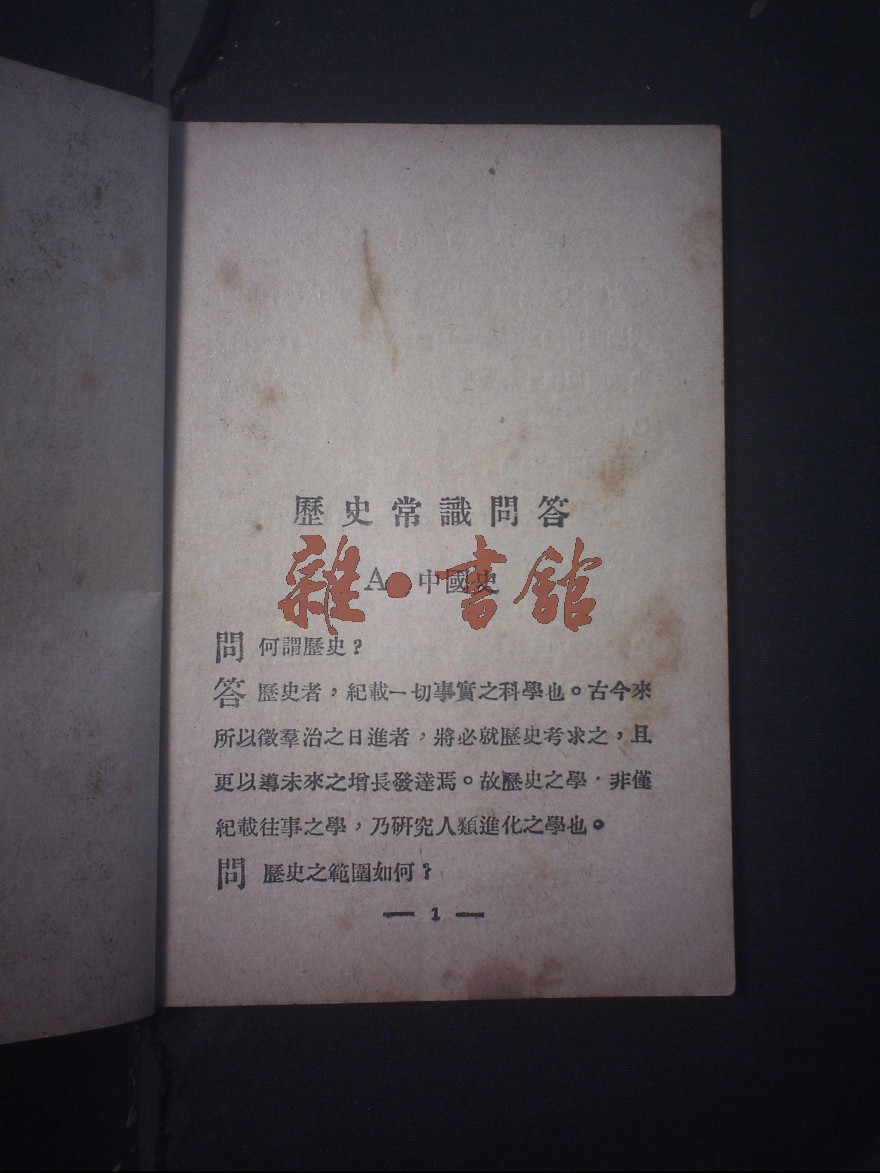 歷史常識問答
A 中國史
雜·書館
問 何謂歷史?
答 歷史者,紀載一切事實之科學也。古今來
所以徵羣治之日進者,將必就歷史考求之,且
更以導未來之增長發達焉。故歷史之學·非僅
紀載往事之學,乃研究人類進化之學也。
問 歷史之範圍如何?
— 1 —